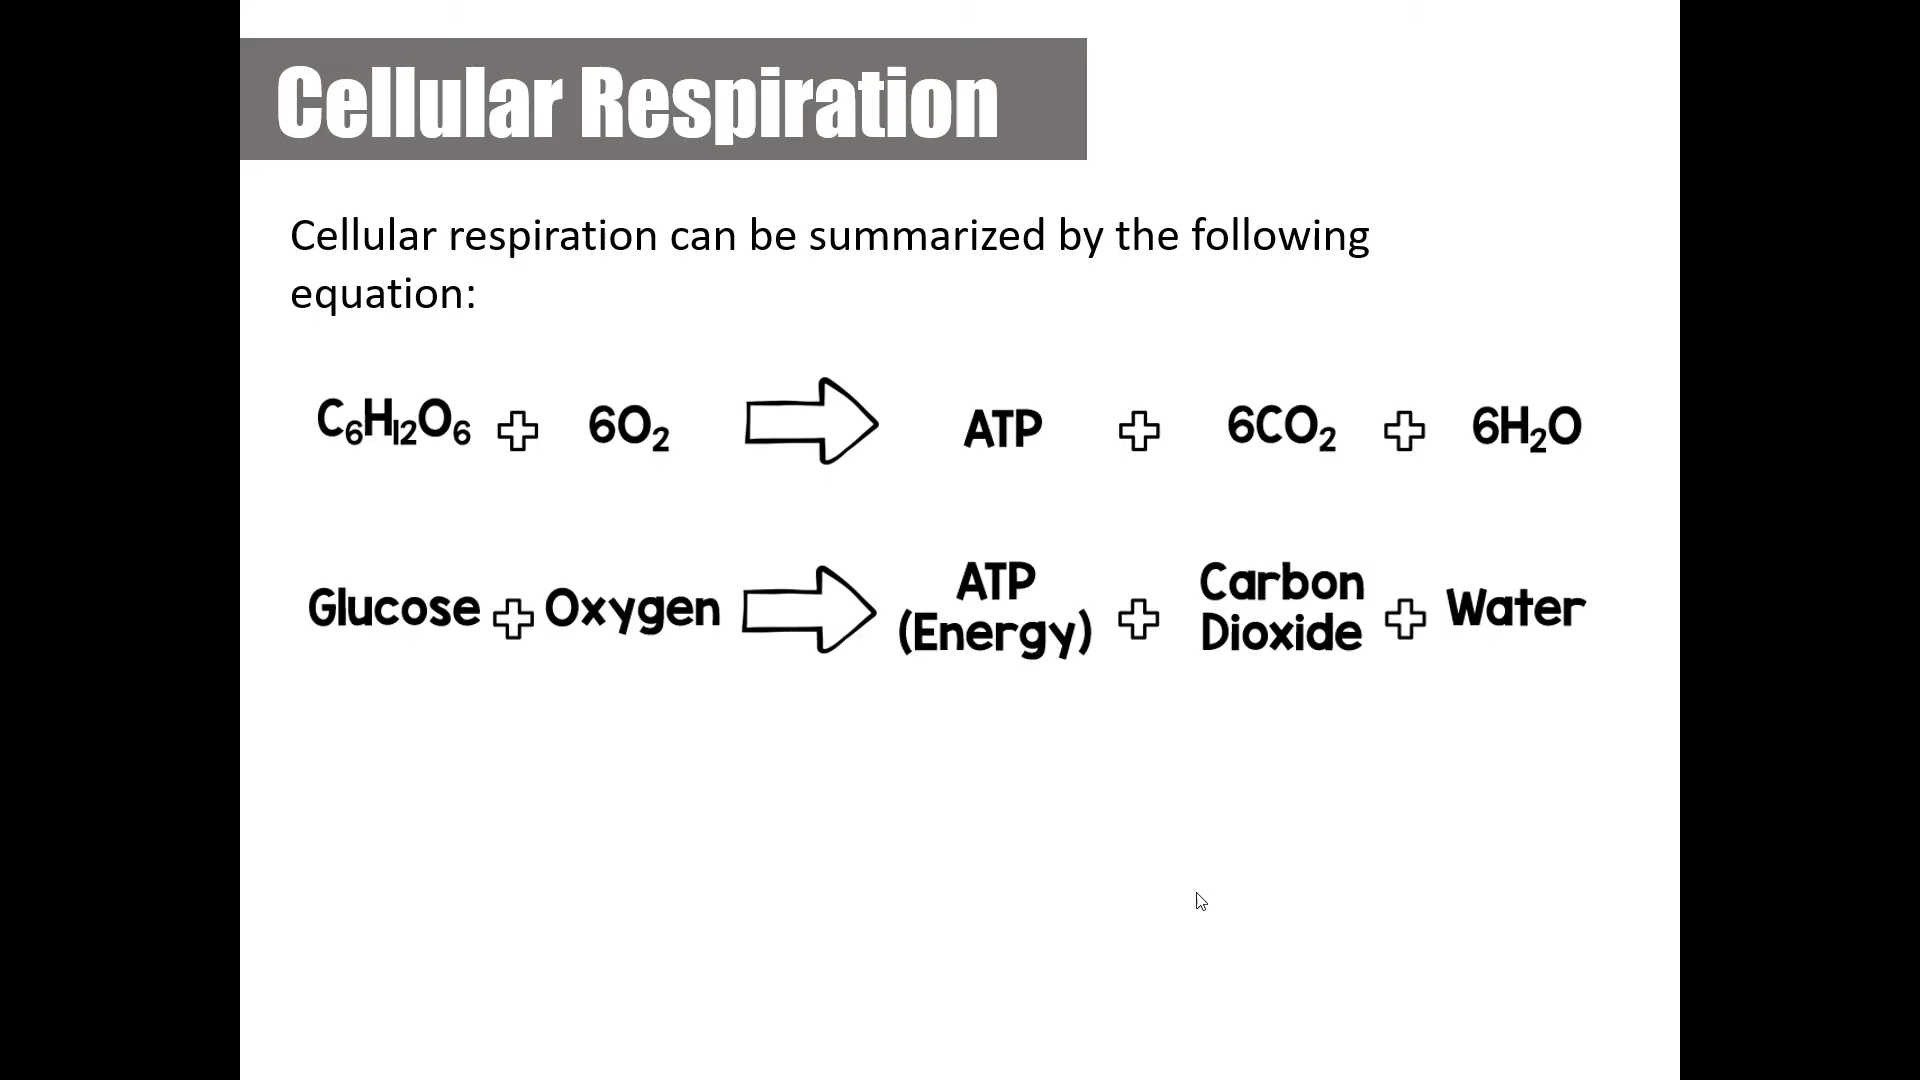 Cellular Respiration
Cellular respiration can be summarized by the following
equation:
C₆H₁₂O₆ + 6O₂ ⇨ ATP + 6CO₂ + 6H₂O
Glucose + Oxygen ⇨ ATP (Energy) + Carbon Dioxide + Water